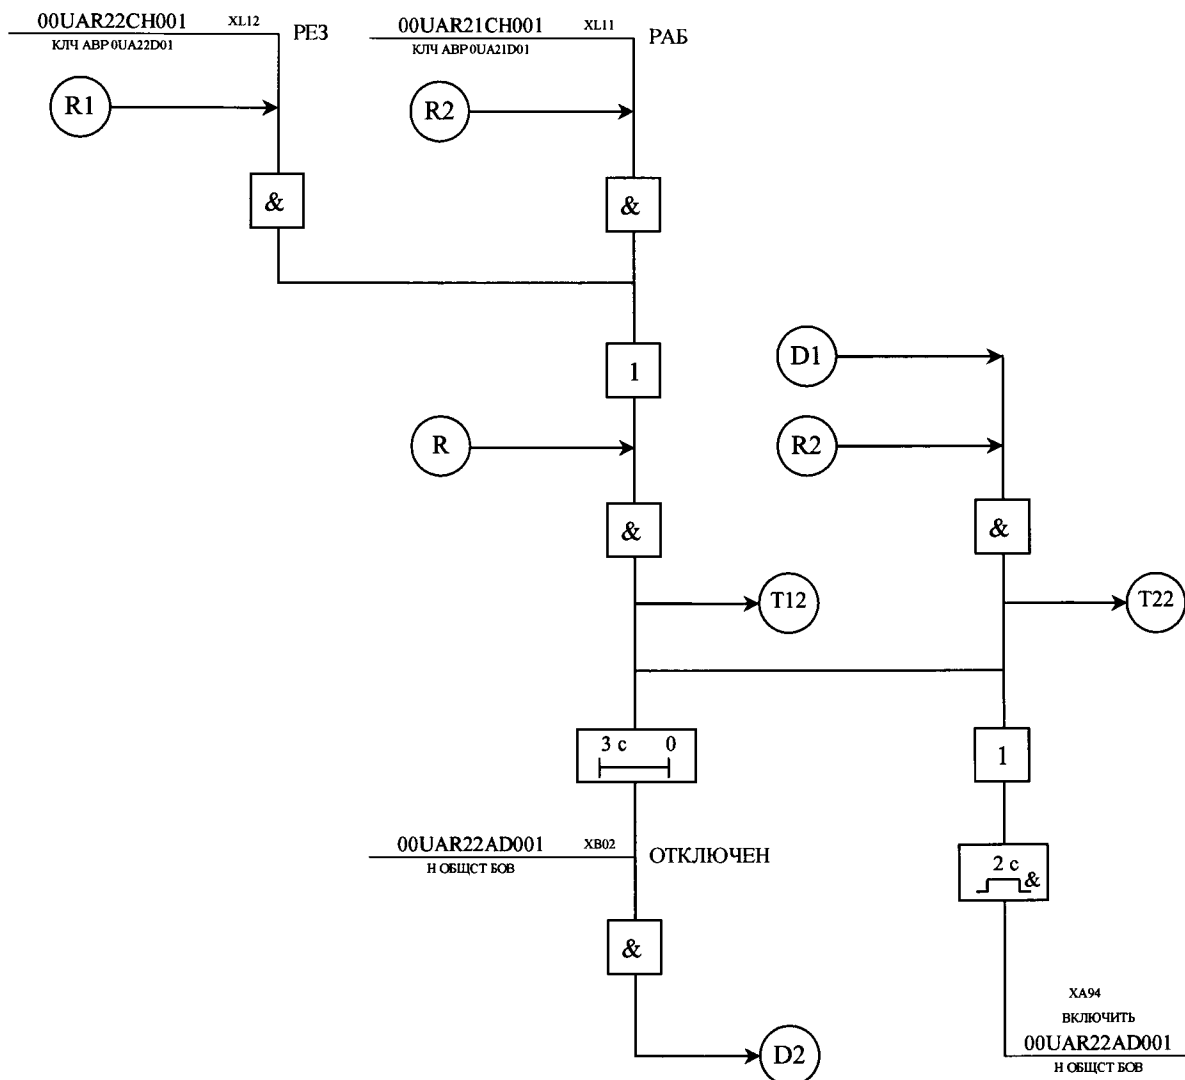 00UAR22CH001 XL12 РЕЗ
КЛЧ АВР 0UA22D01
00UAR21CH001 XL11 РАБ
КЛЧ АВР 0UA21D01
R1
R2
&
&
1
D1
R
R2
&
&
T12
T22
3 с 0
1
00UAR22AD001 XB02 ОТКЛЮЧЕН
Н ОБЩСТ БОВ
2 с
&
&
XA94
ВКЛЮЧИТЬ
D2
00UAR22AD001
Н ОБЩСТ БОВ